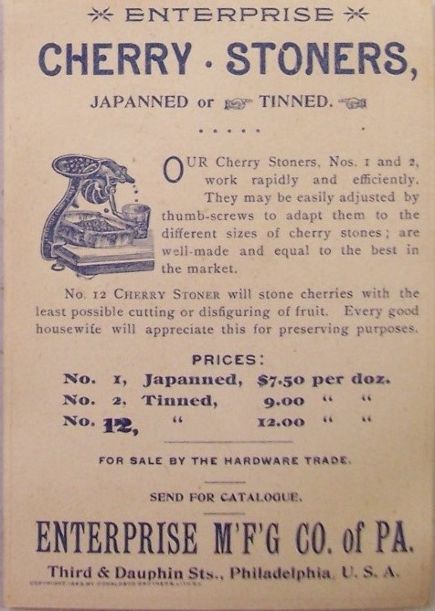 ENTERPRISE
CHERRY · STONERS,
JAPANNED or TINNED.
OUR Cherry Stoners, Nos. 1 and 2,
work rapidly and efficiently.
They may be easily adjusted by
thumb-screws to adapt them to the
different sizes of cherry stones; are
well-made and equal to the best in
the market.
No. 12 CHERRY STONER will stone cherries with the
least possible cutting or disfiguring of fruit. Every good
housewife will appreciate this for preserving purposes.
PRICES:
No. 1, Japanned, $7.50 per doz.
No. 2, Tinned, 9.00 " "
No. 12, " 12.00 " "
FOR SALE BY THE HARDWARE TRADE.
SEND FOR CATALOGUE.
ENTERPRISE M'F'G CO. of PA.
Third & Dauphin Sts., Philadelphia, U. S. A.